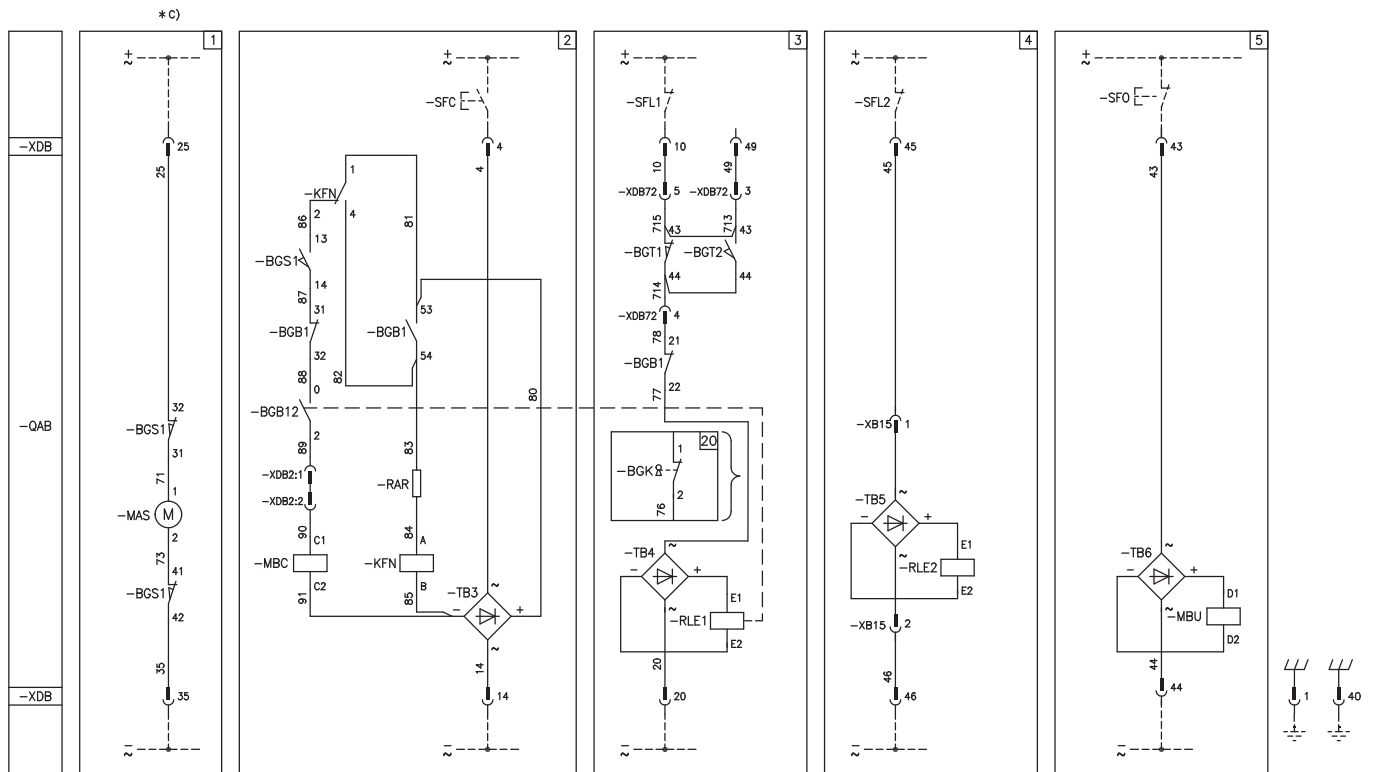 *C)
1
2
3
4
5
+
~
+
~
+
~
+
~
+
~
-SFC
-SFL1
-SFL2
-SFO
-XDB
25
4
10
49
45
43
25
4
10
49
45
43
1
-KFN
-XDB72
5
-XDB72
3
2
4
86
81
715
713
13
43
43
-BGS1
-BGT1
-BGT2
14
44
44
87
714
31
53
-XDB72
4
-BGB1
-BGB1
78
21
32
54
-BGB1
88
82
80
77
22
0
-QAB
32
-BGB12
-XB15
1
-BGS1
2
20
31
89
83
1
71
-XDB2:1
-RAR
-BGK2
1
-XDB2:2
2
-TB5
~
-MAS
M
76
-
+
2
90
84
~
73
C1
A
-TB4
~
E1
-TB6
~
41
-MBC
-KFN
-
+
-RLE2
-
+
-BGS1
C2
B
-TB3
~
E1
E2
D1
42
91
85
-
+
~
-RLE1
-XB15
2
~
-MBU
E2
D2
~
35
14
20
46
44
-XDB
35
14
20
46
44
1
40
-
~
-
~
-
~
-
~
-
~